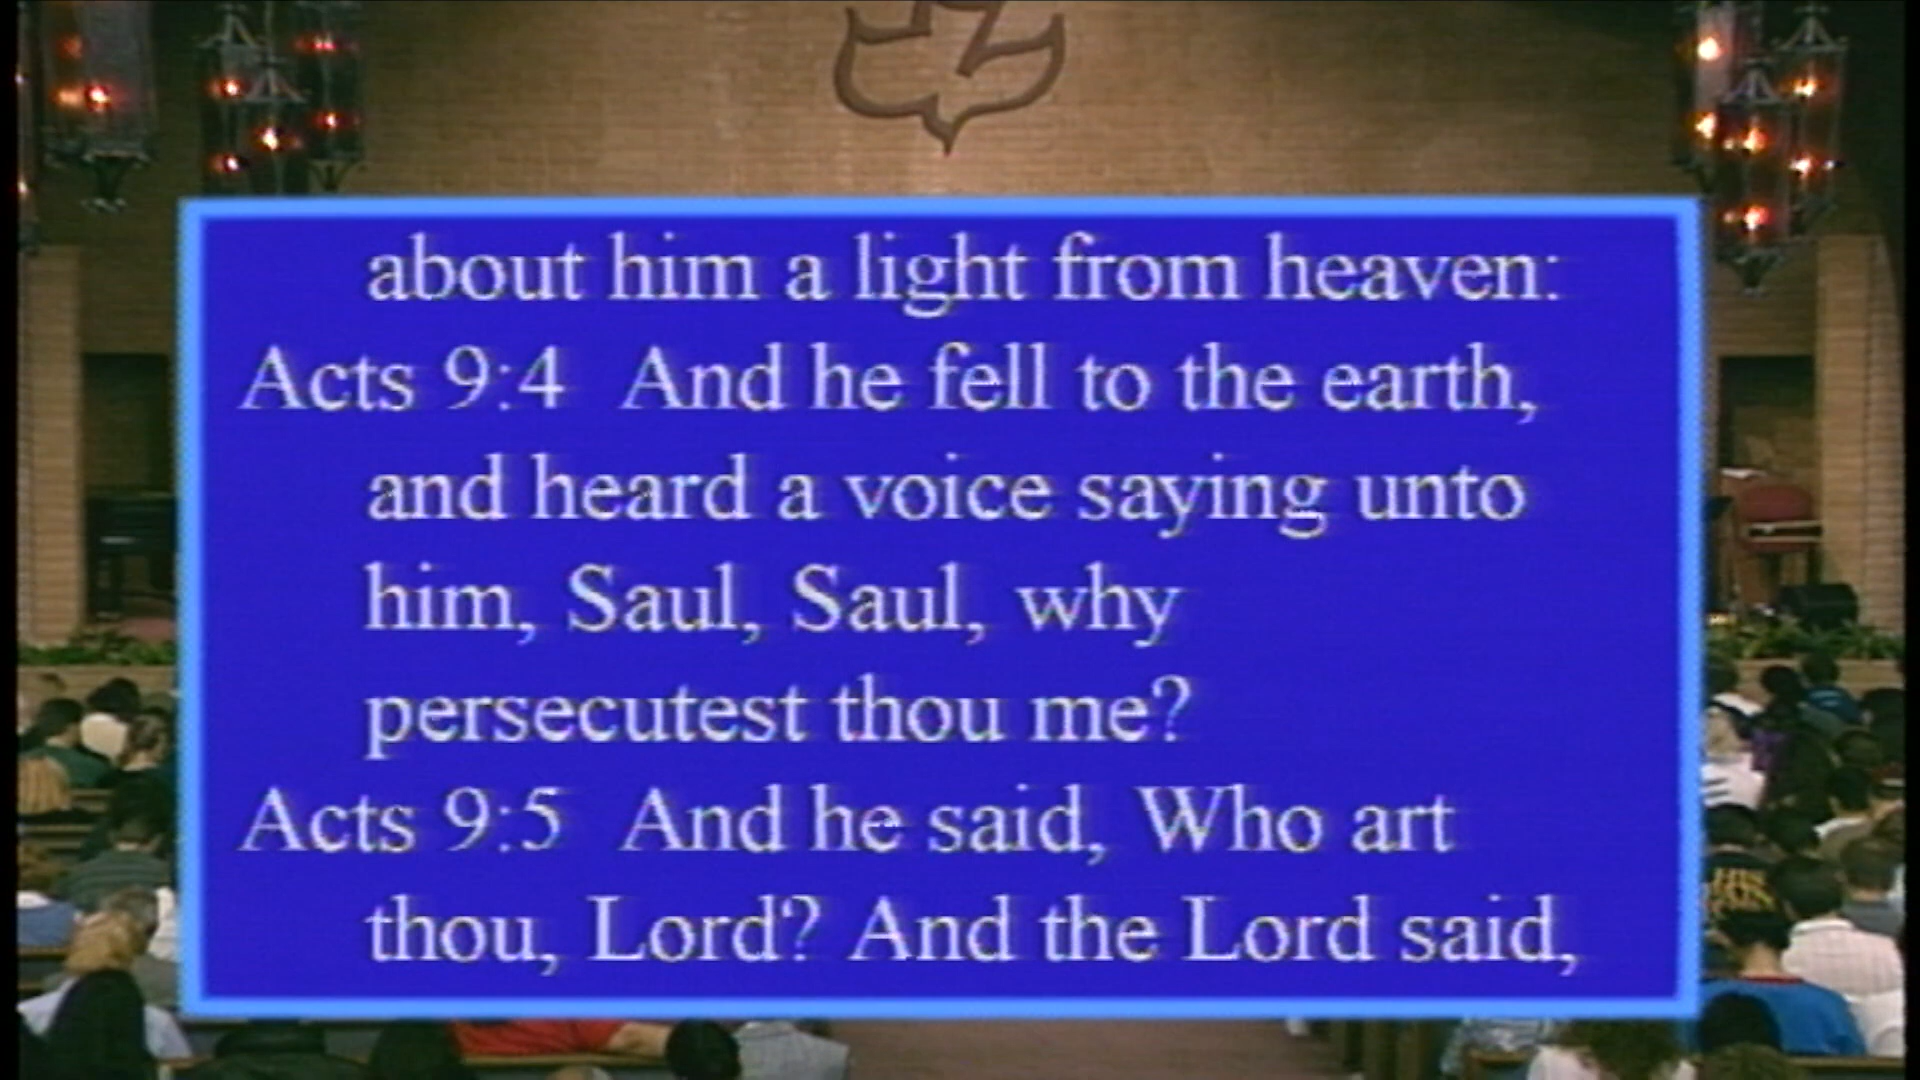 about him a light from heaven:
Acts 9:4 And he fell to the earth,
and heard a voice saying unto
him, Saul, Saul, why
persecutest thou me?
Acts 9:5 And he said, Who art
thou, Lord? And the Lord said,